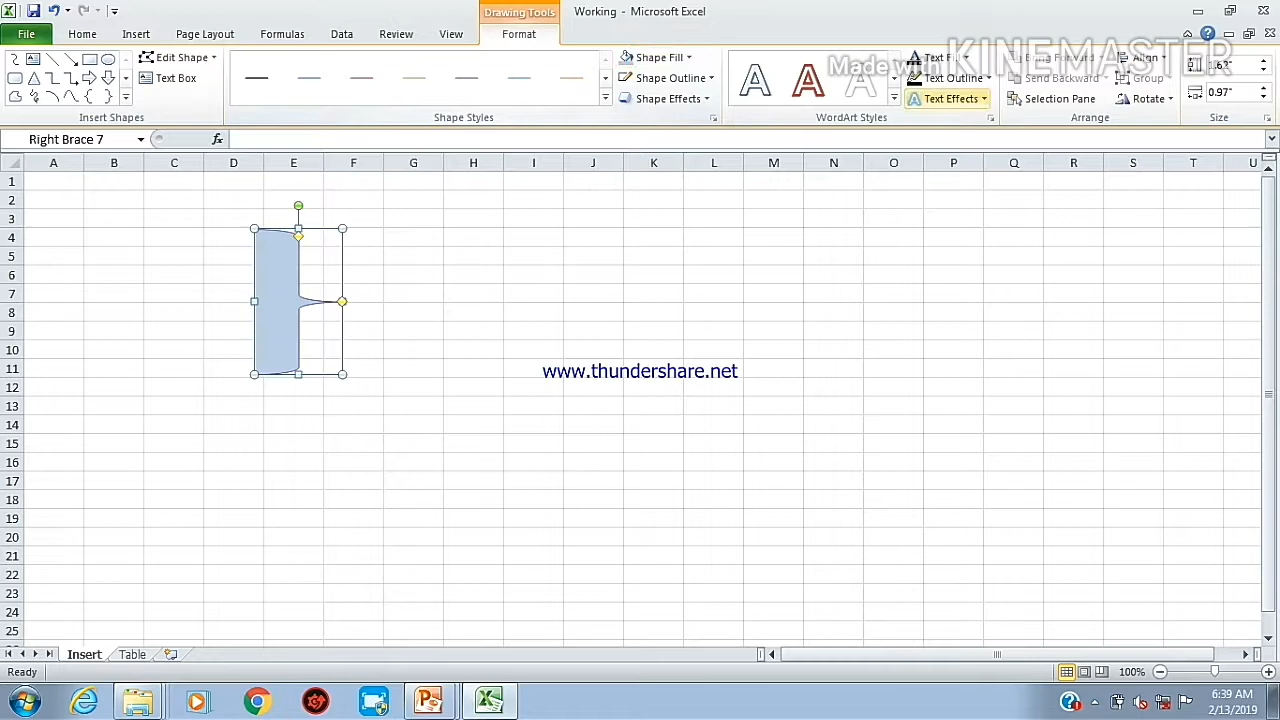 Drawing Tools
Working - Microsoft Excel
File Home Insert Page Layout Formulas Data Review View Format
Edit Shape
Text Box
Insert Shapes
Shape Fill
Shape Outline
Shape Effects
Shape Styles
A A A
Text Fill
Text Outline
Text Effects
WordArt Styles
Made with KINEMASTER
Bring Forward
Send Backward
Selection Pane
Align
Group
Rotate
Arrange
0.97"
Size
Right Brace 7
fx
A B C D E F G H I J K L M N O P Q R S T U
1
2
3
4
5
6
7
8
9
10
11
12
13
14
15
16
17
18
19
20
21
22
23
24
25
www.thundershare.net
Insert Table
Ready
100%
6:39 AM
2/13/2019